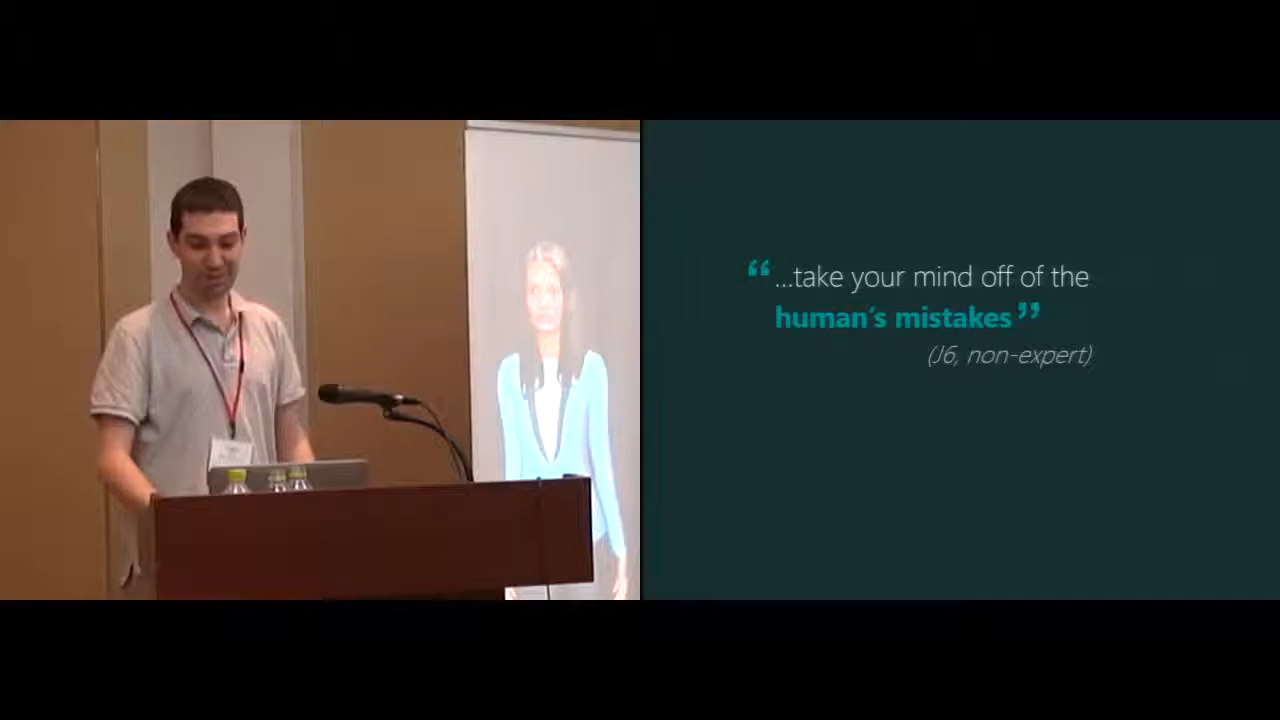 “...take your mind off of the
human’s mistakes”
(J6, non-expert)